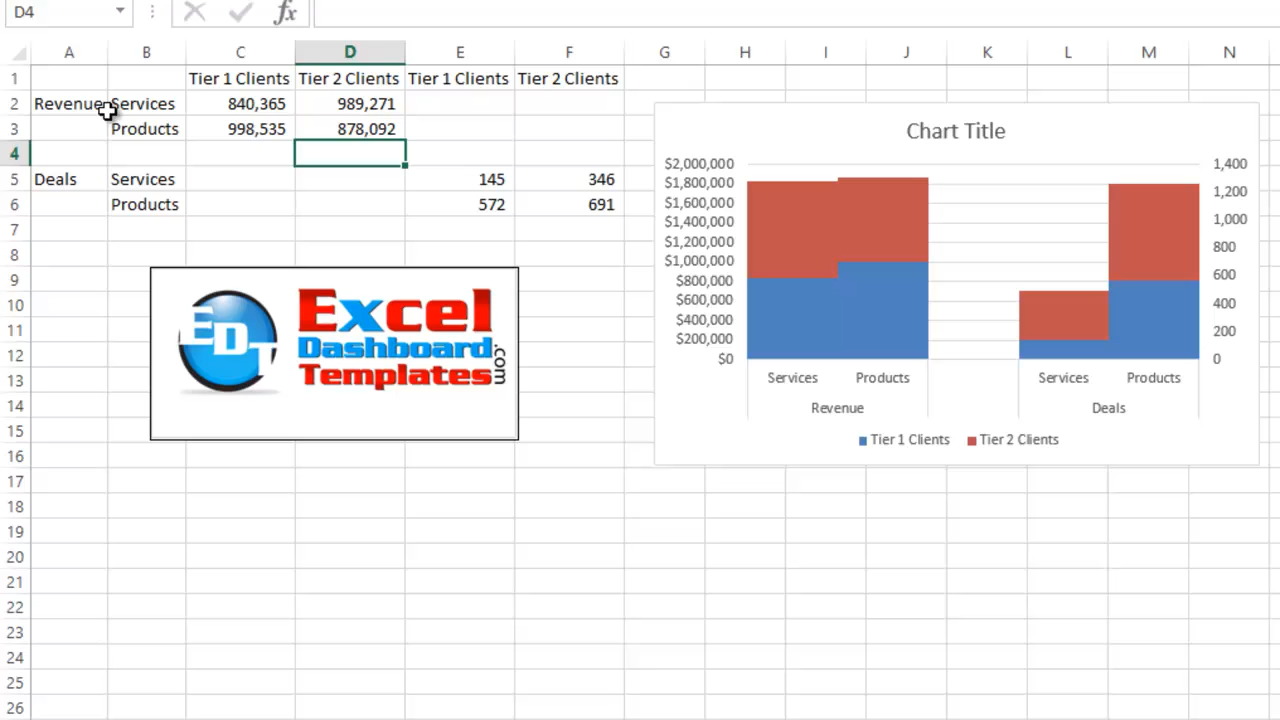 D4 fx
A B C D E F G H I J K L M N
1 Tier 1 Clients Tier 2 Clients Tier 1 Clients Tier 2 Clients
2 Revenue Services 840,365 989,271
3 Products 998,535 878,092
4
5 Deals Services 145 346
6 Products 572 691
7
8
9
10
11
12
13
14
15
16
17
18
19
20
21
22
23
24
25
26
EDT
Excel
Dashboard
Templates
.com
Chart Title
$2,000,000 1,400
$1,800,000
1,200
$1,600,000
$1,400,000 1,000
$1,200,000
800
$1,000,000
$800,000 600
$600,000
400
$400,000
$200,000 200
$0 0
Services Products Services Products
Revenue Deals
Tier 1 Clients Tier 2 Clients